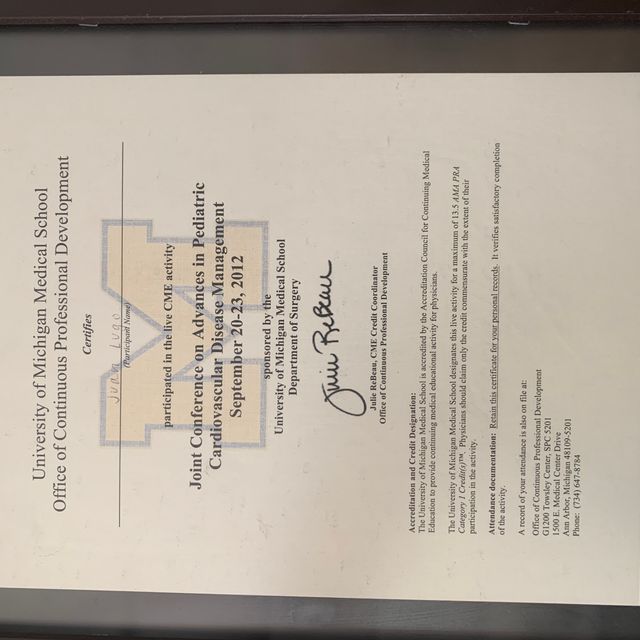 University of Michigan Medical School
Office of Continuous Professional Development
Certifies
Juan Lugo
(Participant Name)
participated in the live CME activity
Joint Conference on Advances in Pediatric
Cardiovascular Disease Management
September 20-23, 2012
sponsored by the
University of Michigan Medical School
Department of Surgery
Julie ReBeau
Julie ReBeau, CME Credit Coordinator
Office of Continuous Professional Development
Accreditation and Credit Designation:
The University of Michigan Medical School is accredited by the Accreditation Council for Continuing Medical
Education to provide continuing medical educational activity for physicians.
The University of Michigan Medical School designates this live activity for a maximum of 13.5 AMA PRA
Category 1 Credit(s)™. Physicians should claim only the credit commensurate with the extent of their
participation in the activity.
Attendance documentation: Retain this certificate for your personal records. It verifies satisfactory completion
of the activity.
A record of your attendance is also on file at:
Office of Continuous Professional Development
G1200 Towsley Center, SPC 5201
1500 E. Medical Center Drive
Ann Arbor, Michigan 48109-5201
Phone: (734) 647-8784